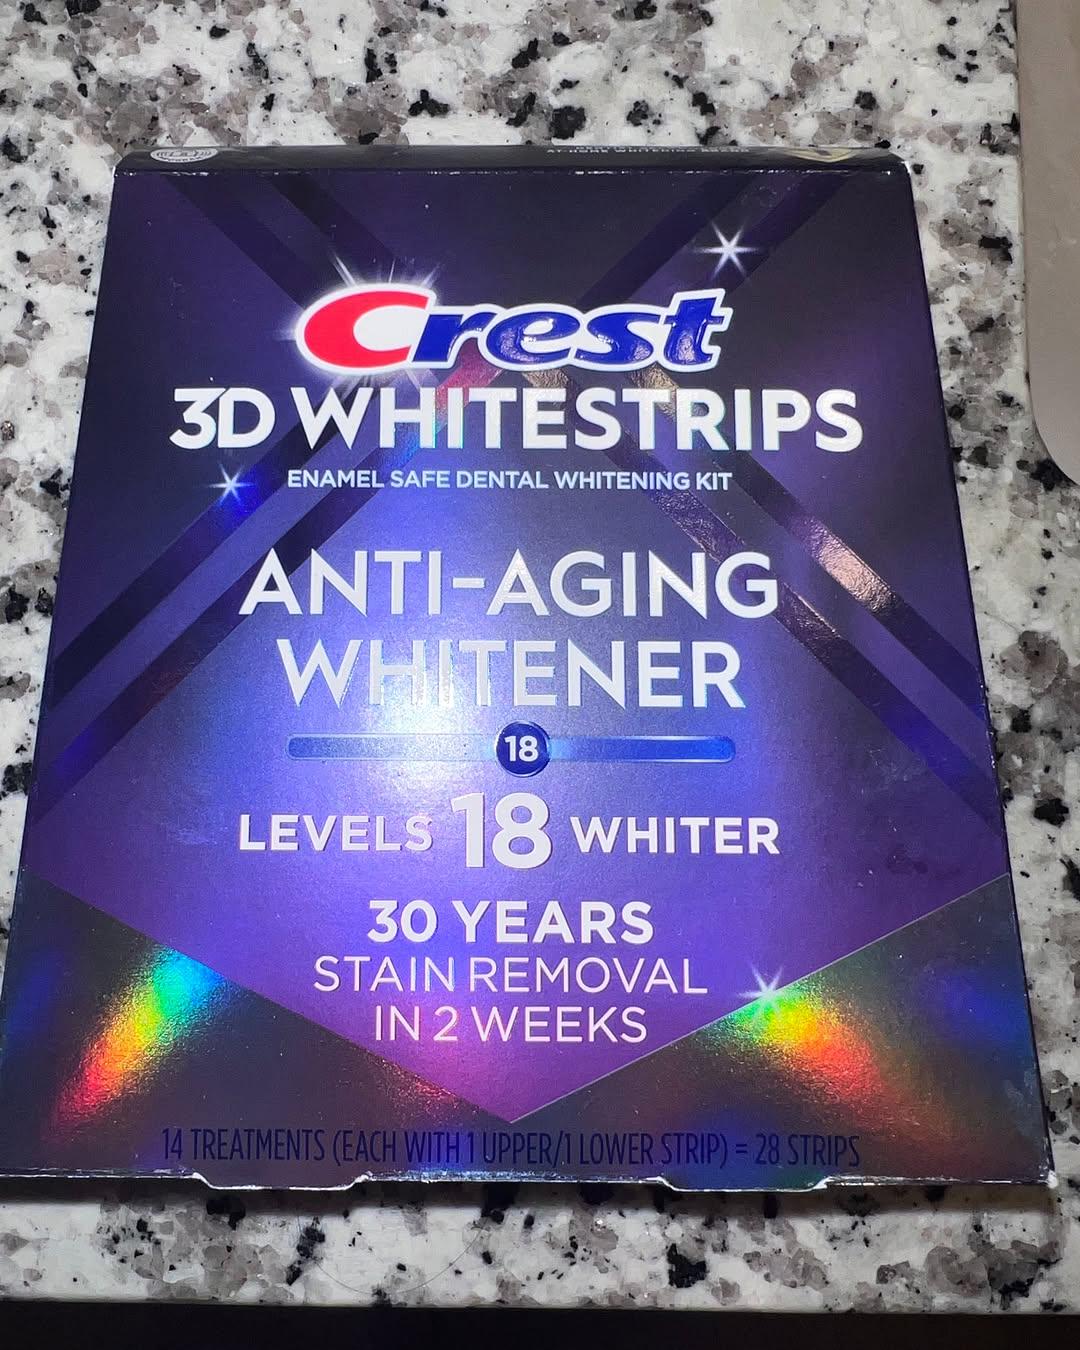 Crest
3D WHITESTRIPS
ENAMEL SAFE DENTAL WHITENING KIT
ANTI-AGING
WHITENER
18
LEVELS 18 WHITER
30 YEARS
STAIN REMOVAL
IN 2 WEEKS
14 TREATMENTS (EACH WITH 1 UPPER/1 LOWER STRIP) = 28 STRIPS